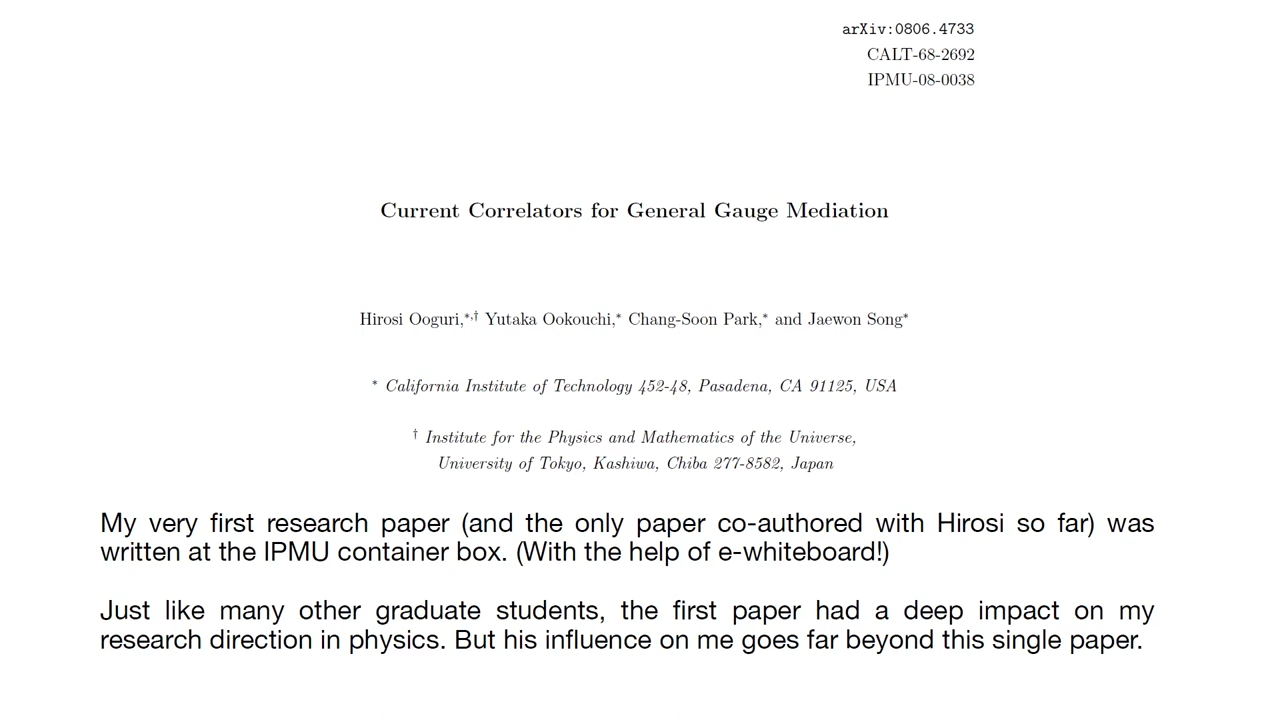 arXiv:0806.4733
CALT-68-2692
IPMU-08-0038
Current Correlators for General Gauge Mediation
Hirosi Ooguri,*,† Yutaka Ookouchi,* Chang-Soon Park,* and Jaewon Song*
* California Institute of Technology 452-48, Pasadena, CA 91125, USA
† Institute for the Physics and Mathematics of the Universe,
University of Tokyo, Kashiwa, Chiba 277-8582, Japan
My very first research paper (and the only paper co-authored with Hirosi so far) was
written at the IPMU container box. (With the help of e-whiteboard!)
Just like many other graduate students, the first paper had a deep impact on my
research direction in physics. But his influence on me goes far beyond this single paper.